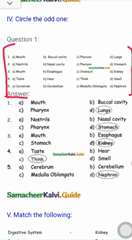 IV. Circle the odd one:
Question 1:
1. a) Mouth b) Buccal cavity c) Pharynx d) Lungs
2. a) Nostrils b) Nasal cavity c) Pharynx d) Stomach
3. a) Mouth b) Esophagus c) Stomach d) Kidney
4. a) Taste b) Hear c) Think d) Smell
5. a) Cerebrum b) Cerebellum c) Medulla Oblongata d) Nephron
Answer:
1. a) Mouth b) Buccal cavity
c) Pharynx d) Lungs
2. a) Nostrils b) Nasal cavity
c) Pharynx d) Stomach
3. a) Mouth b) Esophagus
c) Stomach d) Kidney
4. a) Taste b) Hear
c) Think d) Smell
5. a) Cerebrum b) Cerebellum
c) Medulla Oblongata d) Nephron
SamacheerKalvi.Guide
V. Match the following:
Digestive System - Kidney